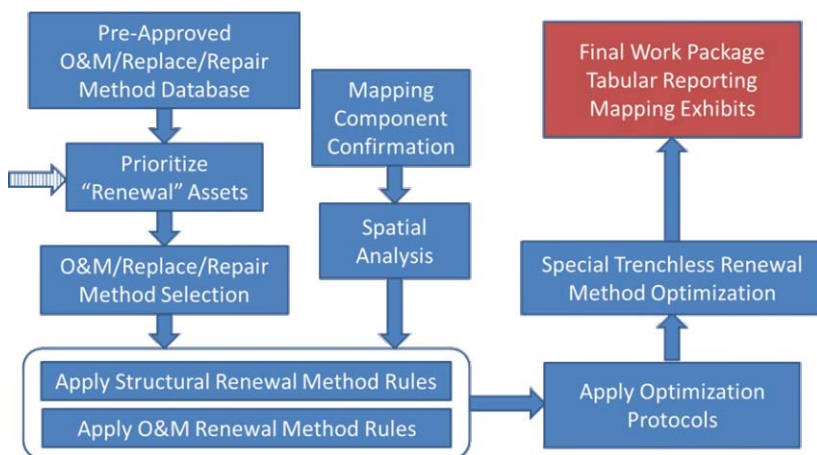 Pre-Approved
O&M/Replace/Repair
Method Database
Prioritize
“Renewal” Assets
O&M/Replace/Repair
Method Selection
Mapping
Component
Confirmation
Spatial
Analysis
Apply Structural Renewal Method Rules
Apply O&M Renewal Method Rules
Apply Optimization
Protocols
Special Trenchless Renewal
Method Optimization
Final Work Package
Tabular Reporting
Mapping Exhibits